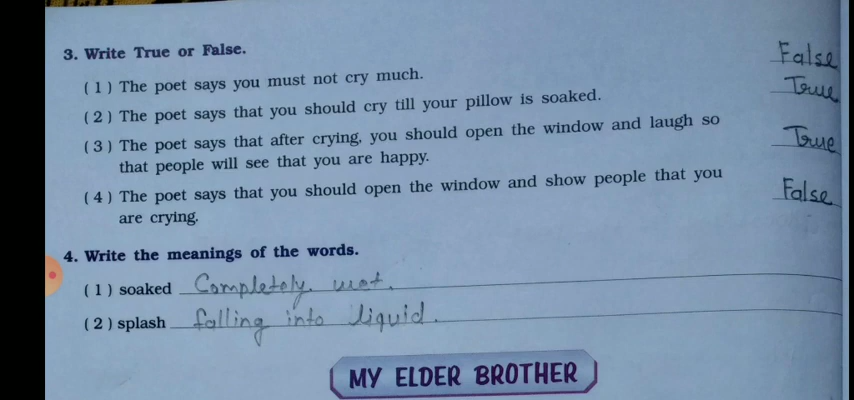 3. Write True or False.
(1) The poet says you must not cry much. False
(2) The poet says that you should cry till your pillow is soaked. True
(3) The poet says that after crying, you should open the window and laugh so
that people will see that you are happy. True
(4) The poet says that you should open the window and show people that you
are crying. False
4. Write the meanings of the words.
(1) soaked Completely. wet.
(2) splash falling into liquid.
MY ELDER BROTHER